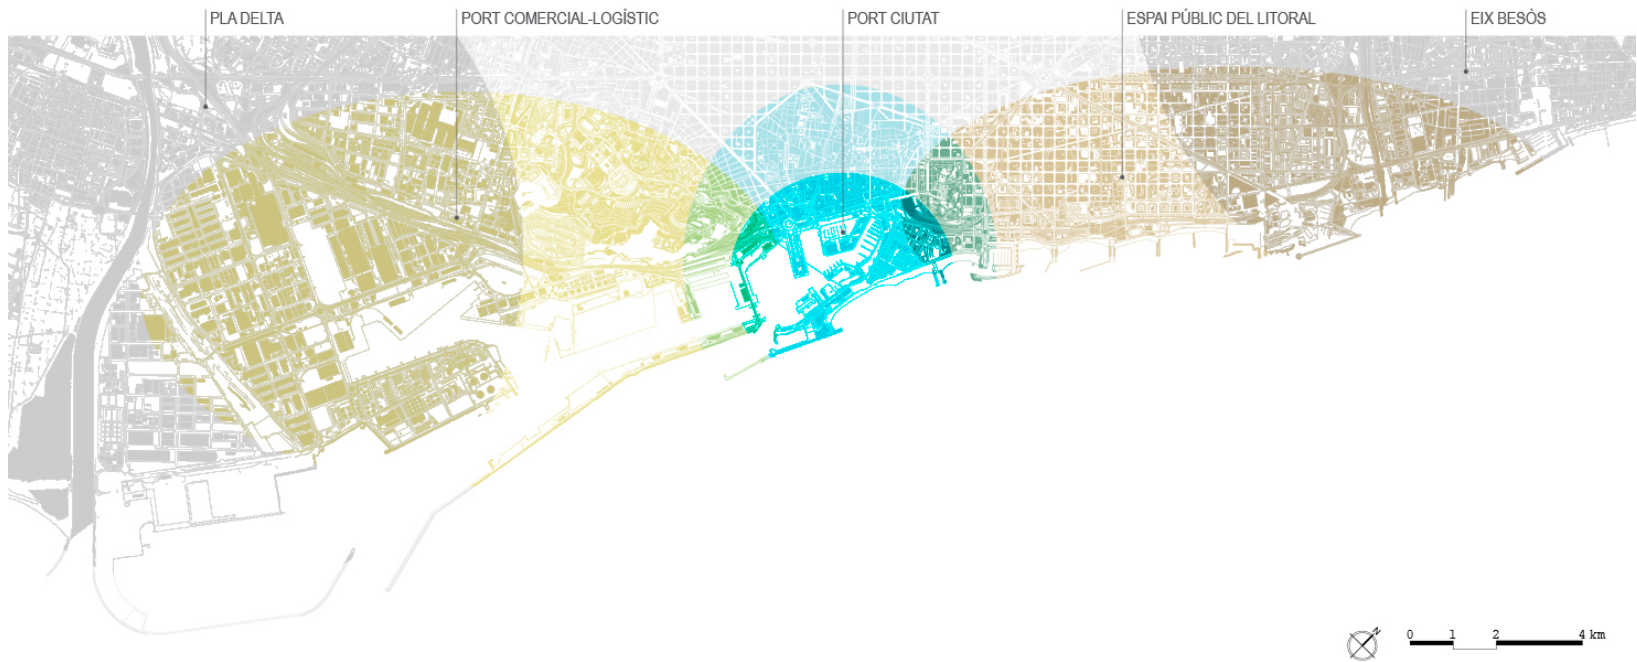 PLA DELTA
PORT COMERCIAL-LOGÍSTIC
PORT CIUTAT
ESPAI PÚBLIC DEL LITORAL
EIX BESÒS
N
0 1 2 4 km